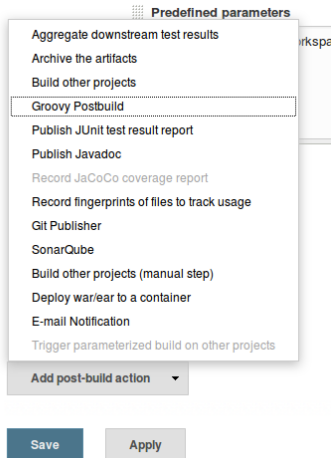 Predefined parameters
Aggregate downstream test results
Archive the artifacts
Build other projects
Groovy Postbuild
Publish JUnit test result report
Publish Javadoc
Record JaCoCo coverage report
Record fingerprints of files to track usage
Git Publisher
SonarQube
Build other projects (manual step)
Deploy war/ear to a container
E-mail Notification
Trigger parameterized build on other projects
Add post-build action
Save Apply